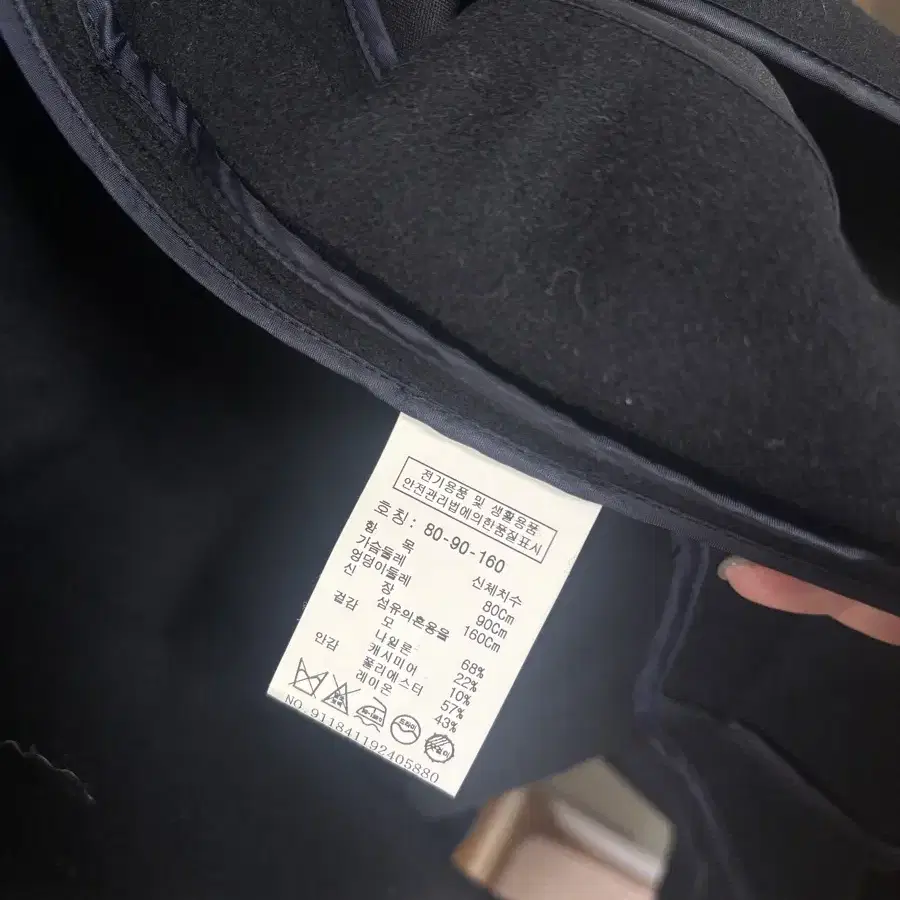 전기용품 및 생활용품
안전관리법에의한품질표시
호칭: 80-90-160
항 목 신체치수
가슴둘레 80Cm
엉덩이둘레 90Cm
신 장 160Cm
섬유의혼용율
겉감 모 68%
나일론 22%
캐시미어 10%
안감 폴리에스터 57%
레이온 43%
드라이
NO.911841192405880